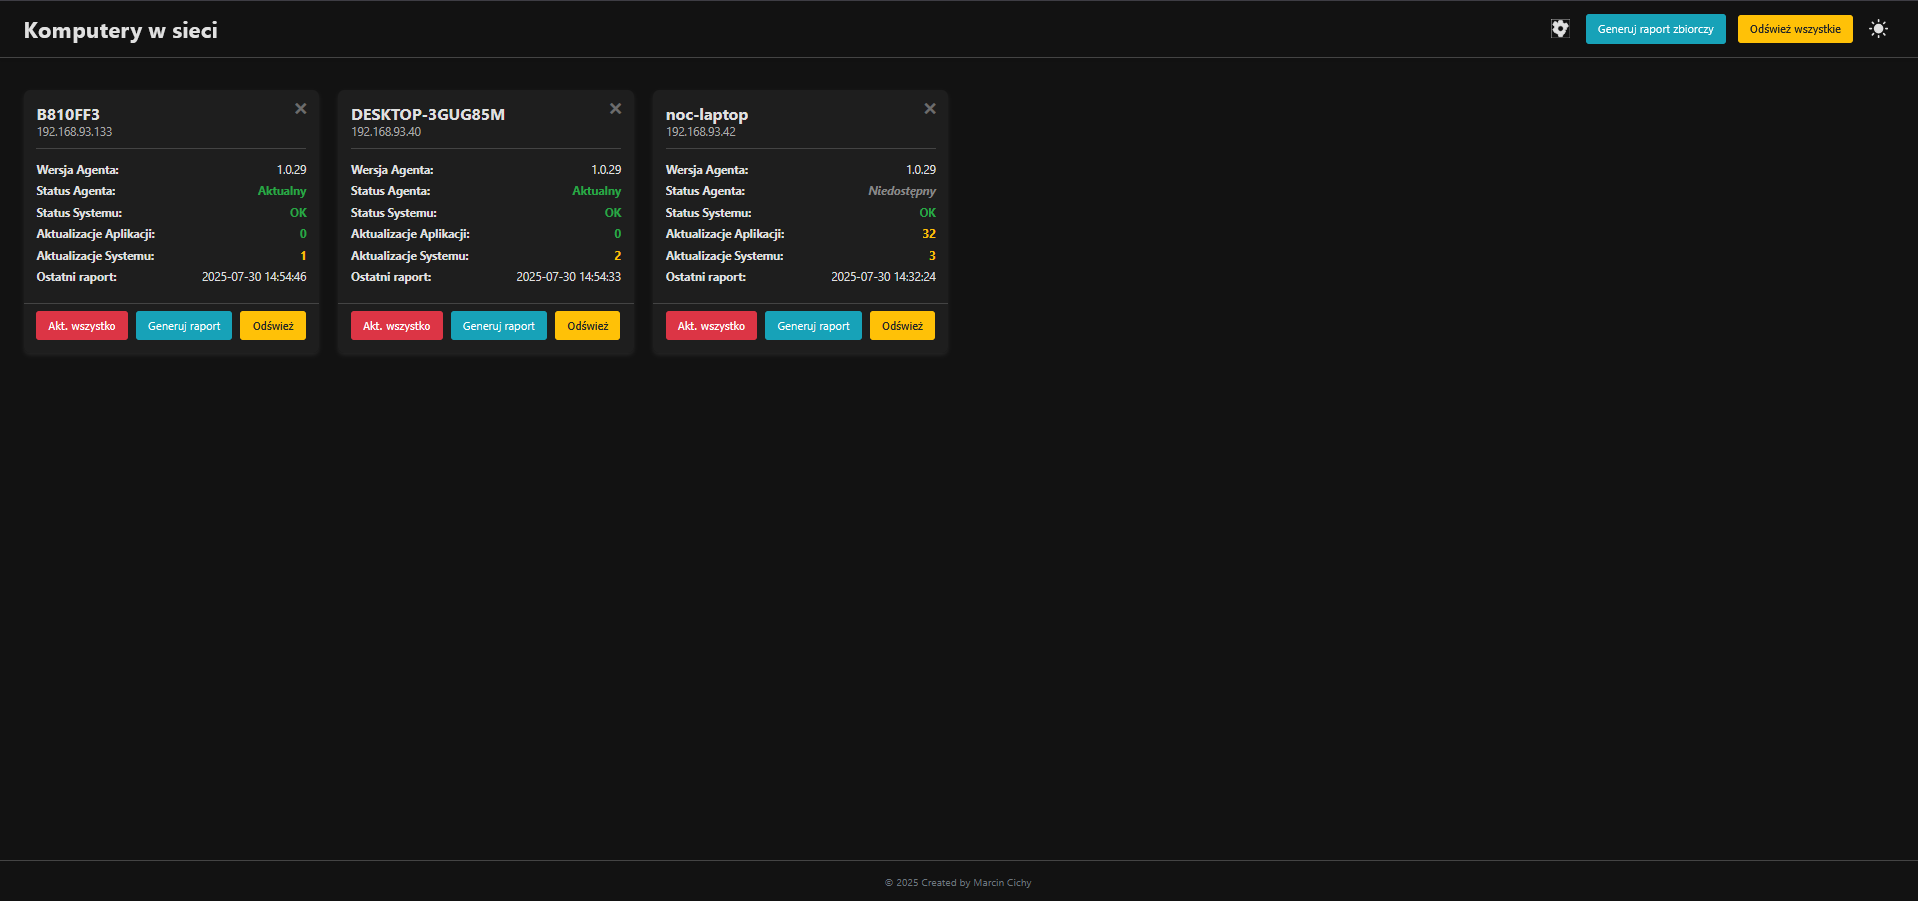 Komputery w sieci
Generuj raport zbiorczy
Odśwież wszystkie
B810FF3
192.168.93.133
Wersja Agenta: 1.0.29
Status Agenta: Aktualny
Status Systemu: OK
Aktualizacje Aplikacji: 0
Aktualizacje Systemu: 1
Ostatni raport: 2025-07-30 14:54:46
Akt. wszystko Generuj raport Odśwież
DESKTOP-3GUG85M
192.168.93.40
Wersja Agenta: 1.0.29
Status Agenta: Aktualny
Status Systemu: OK
Aktualizacje Aplikacji: 0
Aktualizacje Systemu: 2
Ostatni raport: 2025-07-30 14:54:33
Akt. wszystko Generuj raport Odśwież
noc-laptop
192.168.93.42
Wersja Agenta: 1.0.29
Status Agenta: Niedostępny
Status Systemu: OK
Aktualizacje Aplikacji: 32
Aktualizacje Systemu: 3
Ostatni raport: 2025-07-30 14:32:24
Akt. wszystko Generuj raport Odśwież
© 2025 Created by Marcin Cichy